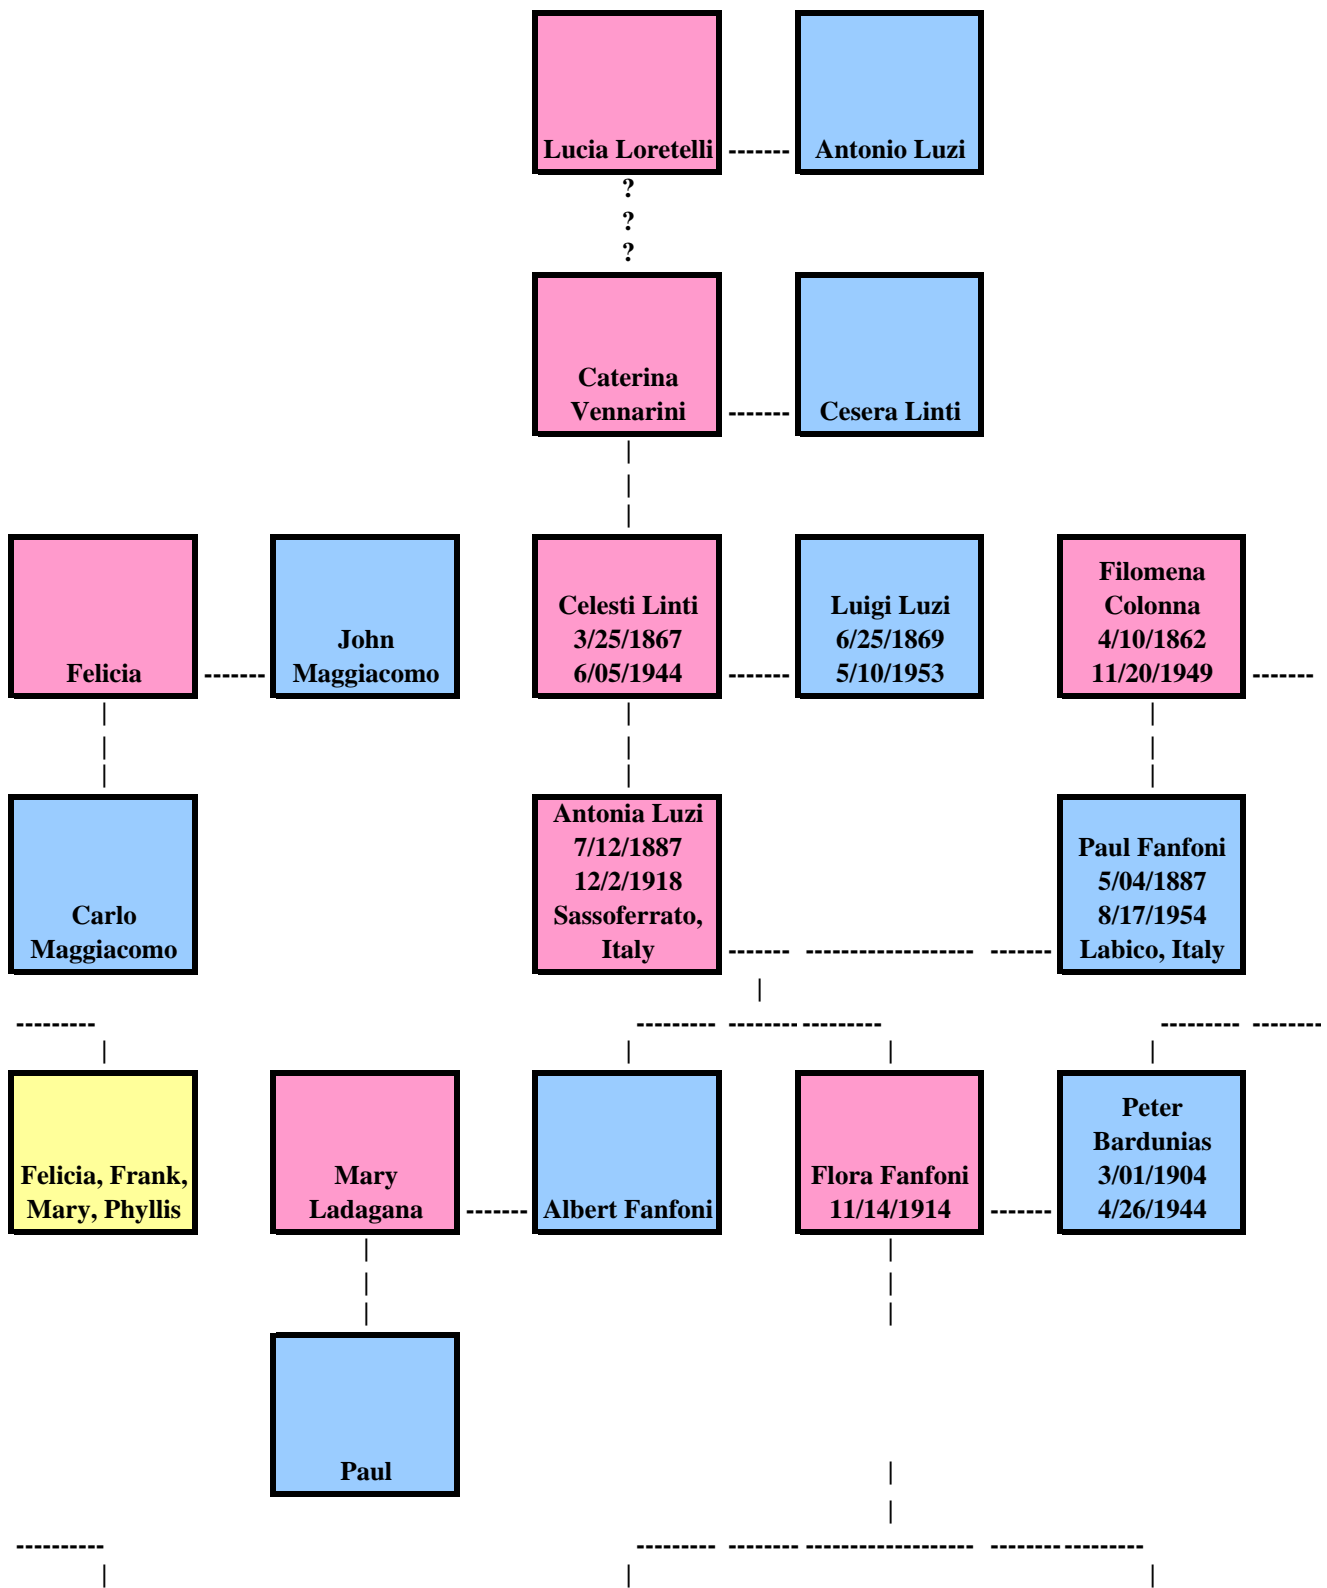 Lucia Loretelli
Antonio Luzi
?
?
?
Caterina
Vennarini
Cesera Linti
Felicia
John
Maggiacomo
Celesti Linti
3/25/1867
6/05/1944
Luigi Luzi
6/25/1869
5/10/1953
Filomena
Colonna
4/10/1862
11/20/1949
Carlo
Maggiacomo
Antonia Luzi
7/12/1887
12/2/1918
Sassoferrato,
Italy
Paul Fanfoni
5/04/1887
8/17/1954
Labico, Italy
Felicia, Frank,
Mary, Phyllis
Mary
Ladagana
Albert Fanfoni
Flora Fanfoni
11/14/1914
Peter
Bardunias
3/01/1904
4/26/1944
Paul